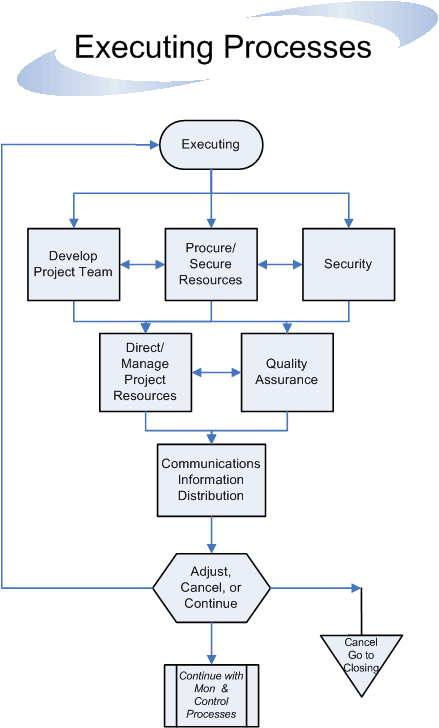 Executing Processes
Executing
Develop
Project Team
Procure/
Secure
Resources
Security
Direct/
Manage
Project
Resources
Quality
Assurance
Communications
Information
Distribution
Adjust,
Cancel, or
Continue
Cancel
Go to
Closing
Continue with
Mon &
Control
Processes